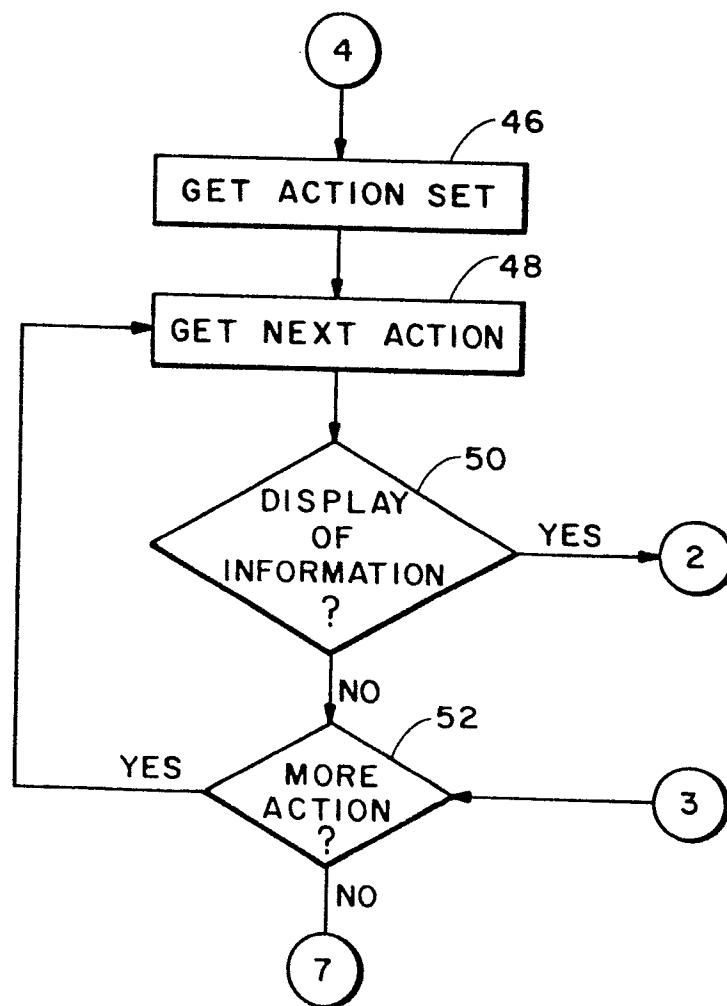 4
46
GET ACTION SET
48
GET NEXT ACTION
50
DISPLAY
OF
INFORMATION
?
YES
2
NO
52
YES
MORE
ACTION
?
3
NO
7